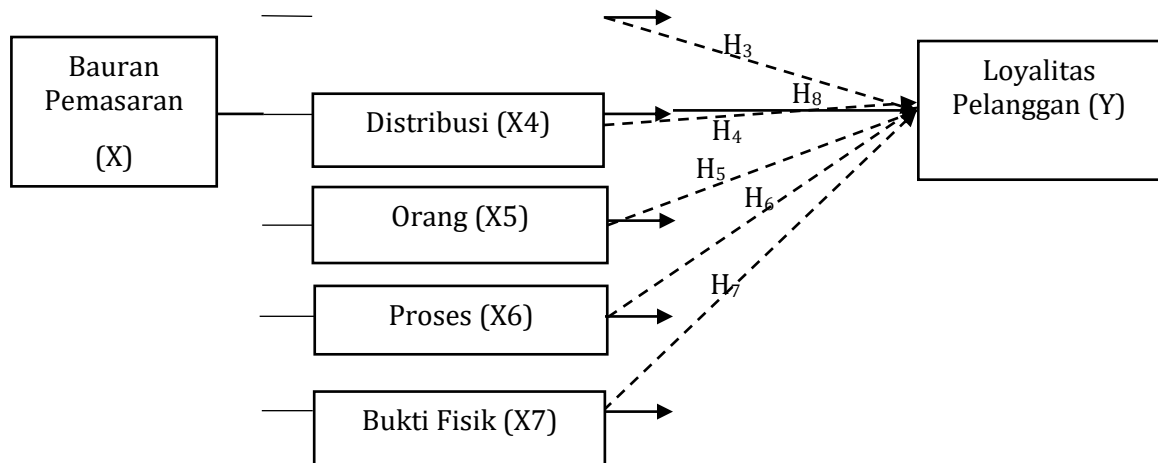 Bauran
Pemasaran
(X)
Distribusi (X4)
Orang (X5)
Proses (X6)
Bukti Fisik (X7)
H₃
H₈
H₄
H₅
H₆
H₇
Loyalitas
Pelanggan (Y)